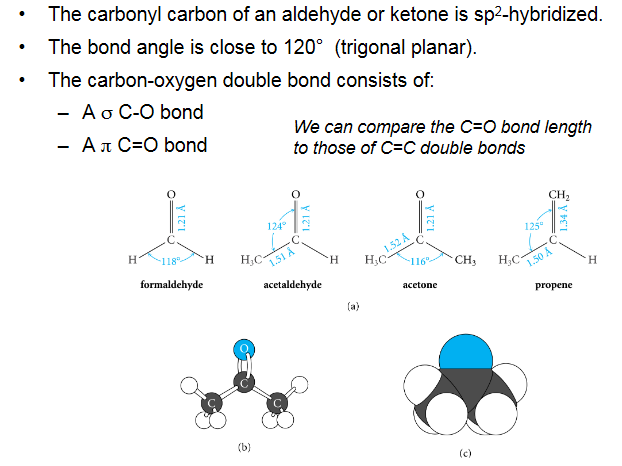 • The carbonyl carbon of an aldehyde or ketone is sp²-hybridized.
• The bond angle is close to 120° (trigonal planar).
• The carbon-oxygen double bond consists of:
– A σ C-O bond
– A π C=O bond
We can compare the C=O bond length
to those of C=C double bonds
O
1.21 Å
C
H
118°
H
formaldehyde
O
124°
1.21 Å
C
H₃C
1.51 Å
H
acetaldehyde
O
1.21 Å
1.52 Å
C
H₃C
116°
CH₃
acetone
CH₂
125°
1.34 Å
C
H₃C
1.50 Å
H
propene
(a)
O
C
C
C
(b)
(c)